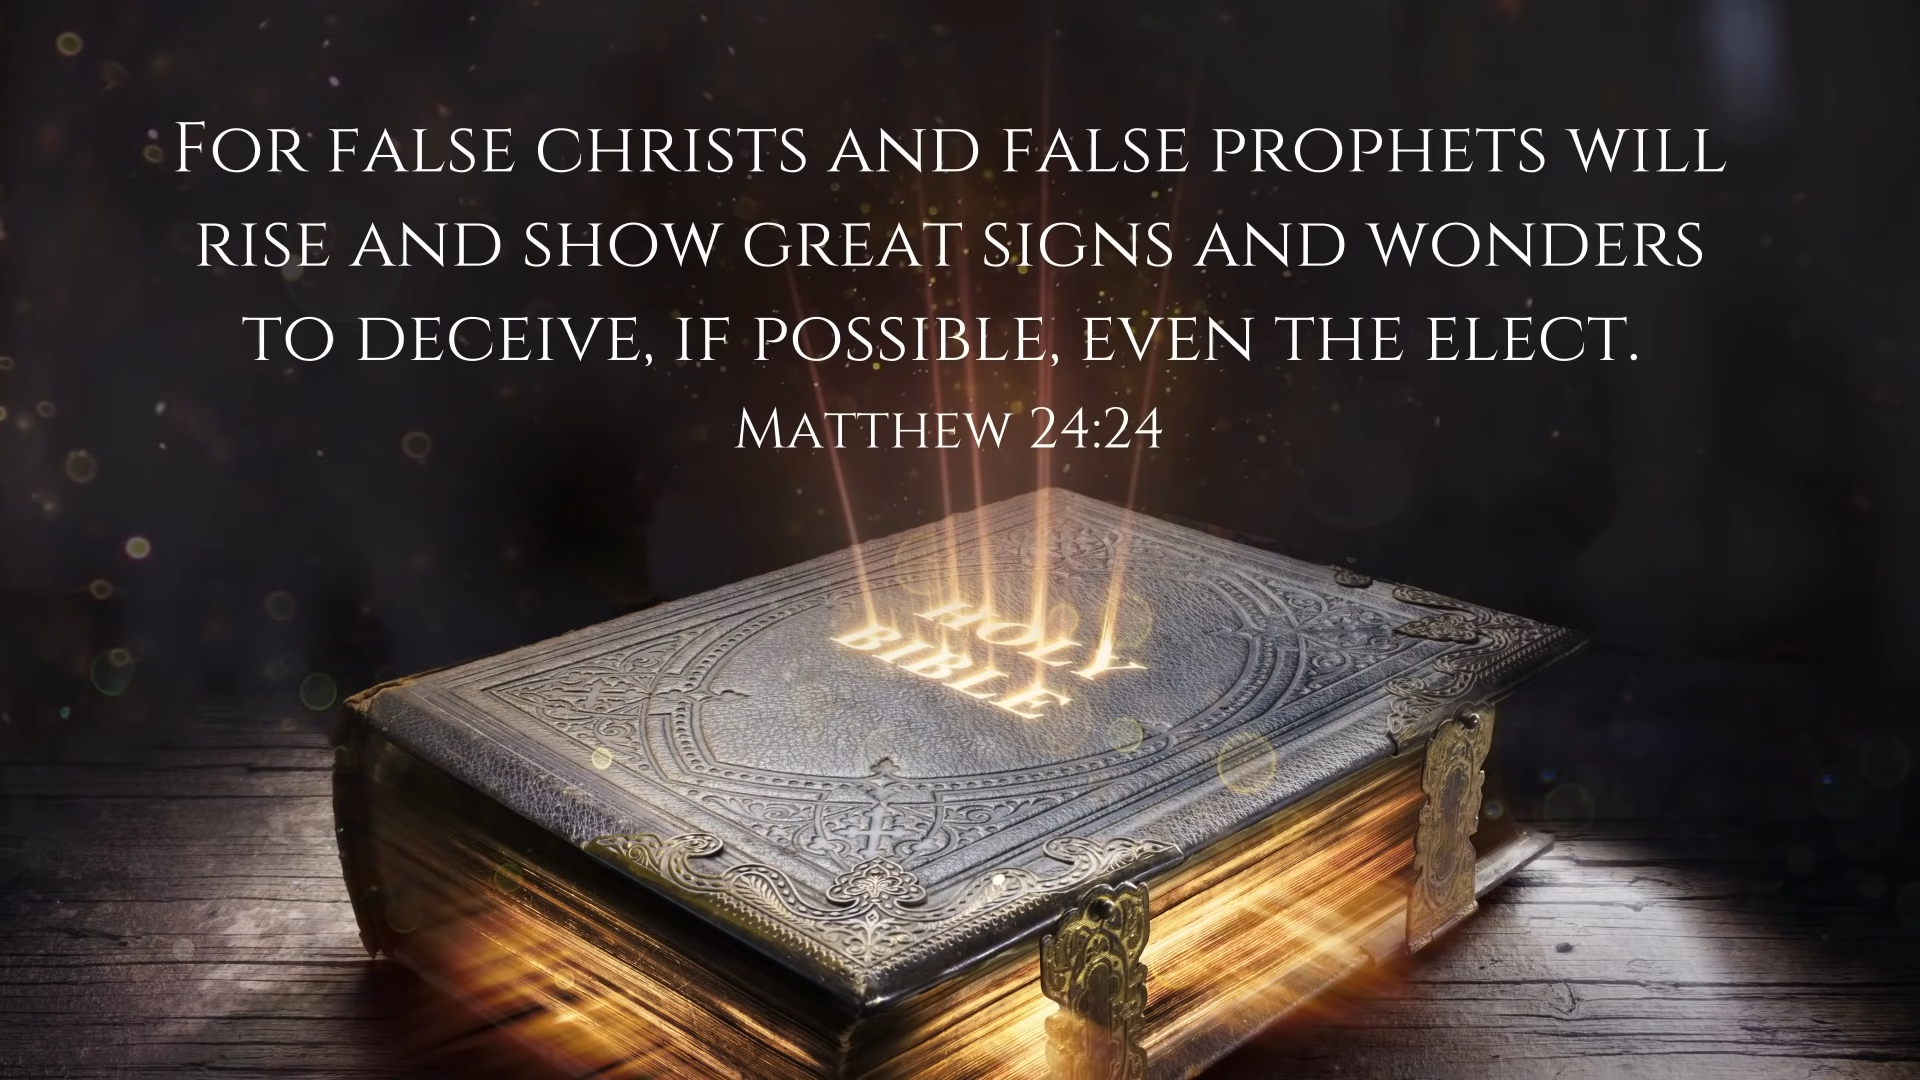 For false christs and false prophets will
rise and show great signs and wonders
to deceive, if possible, even the elect.
Matthew 24:24
HOLY
BIBLE